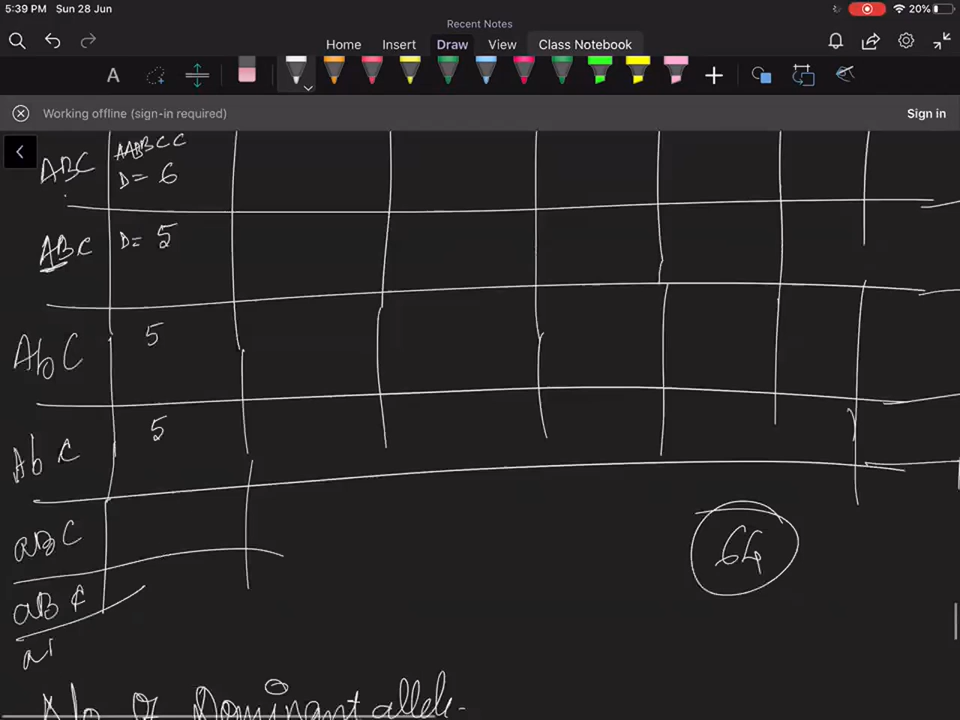 5:39 PM Sun 28 Jun 20%
Recent Notes
Home Insert Draw View Class Notebook
Working offline (sign-in required) Sign in
ABC AABBCC
D= 6
ABc D= 5
AbC 5
Abc 5
aBC
64
aBc
No of Dominant allele-